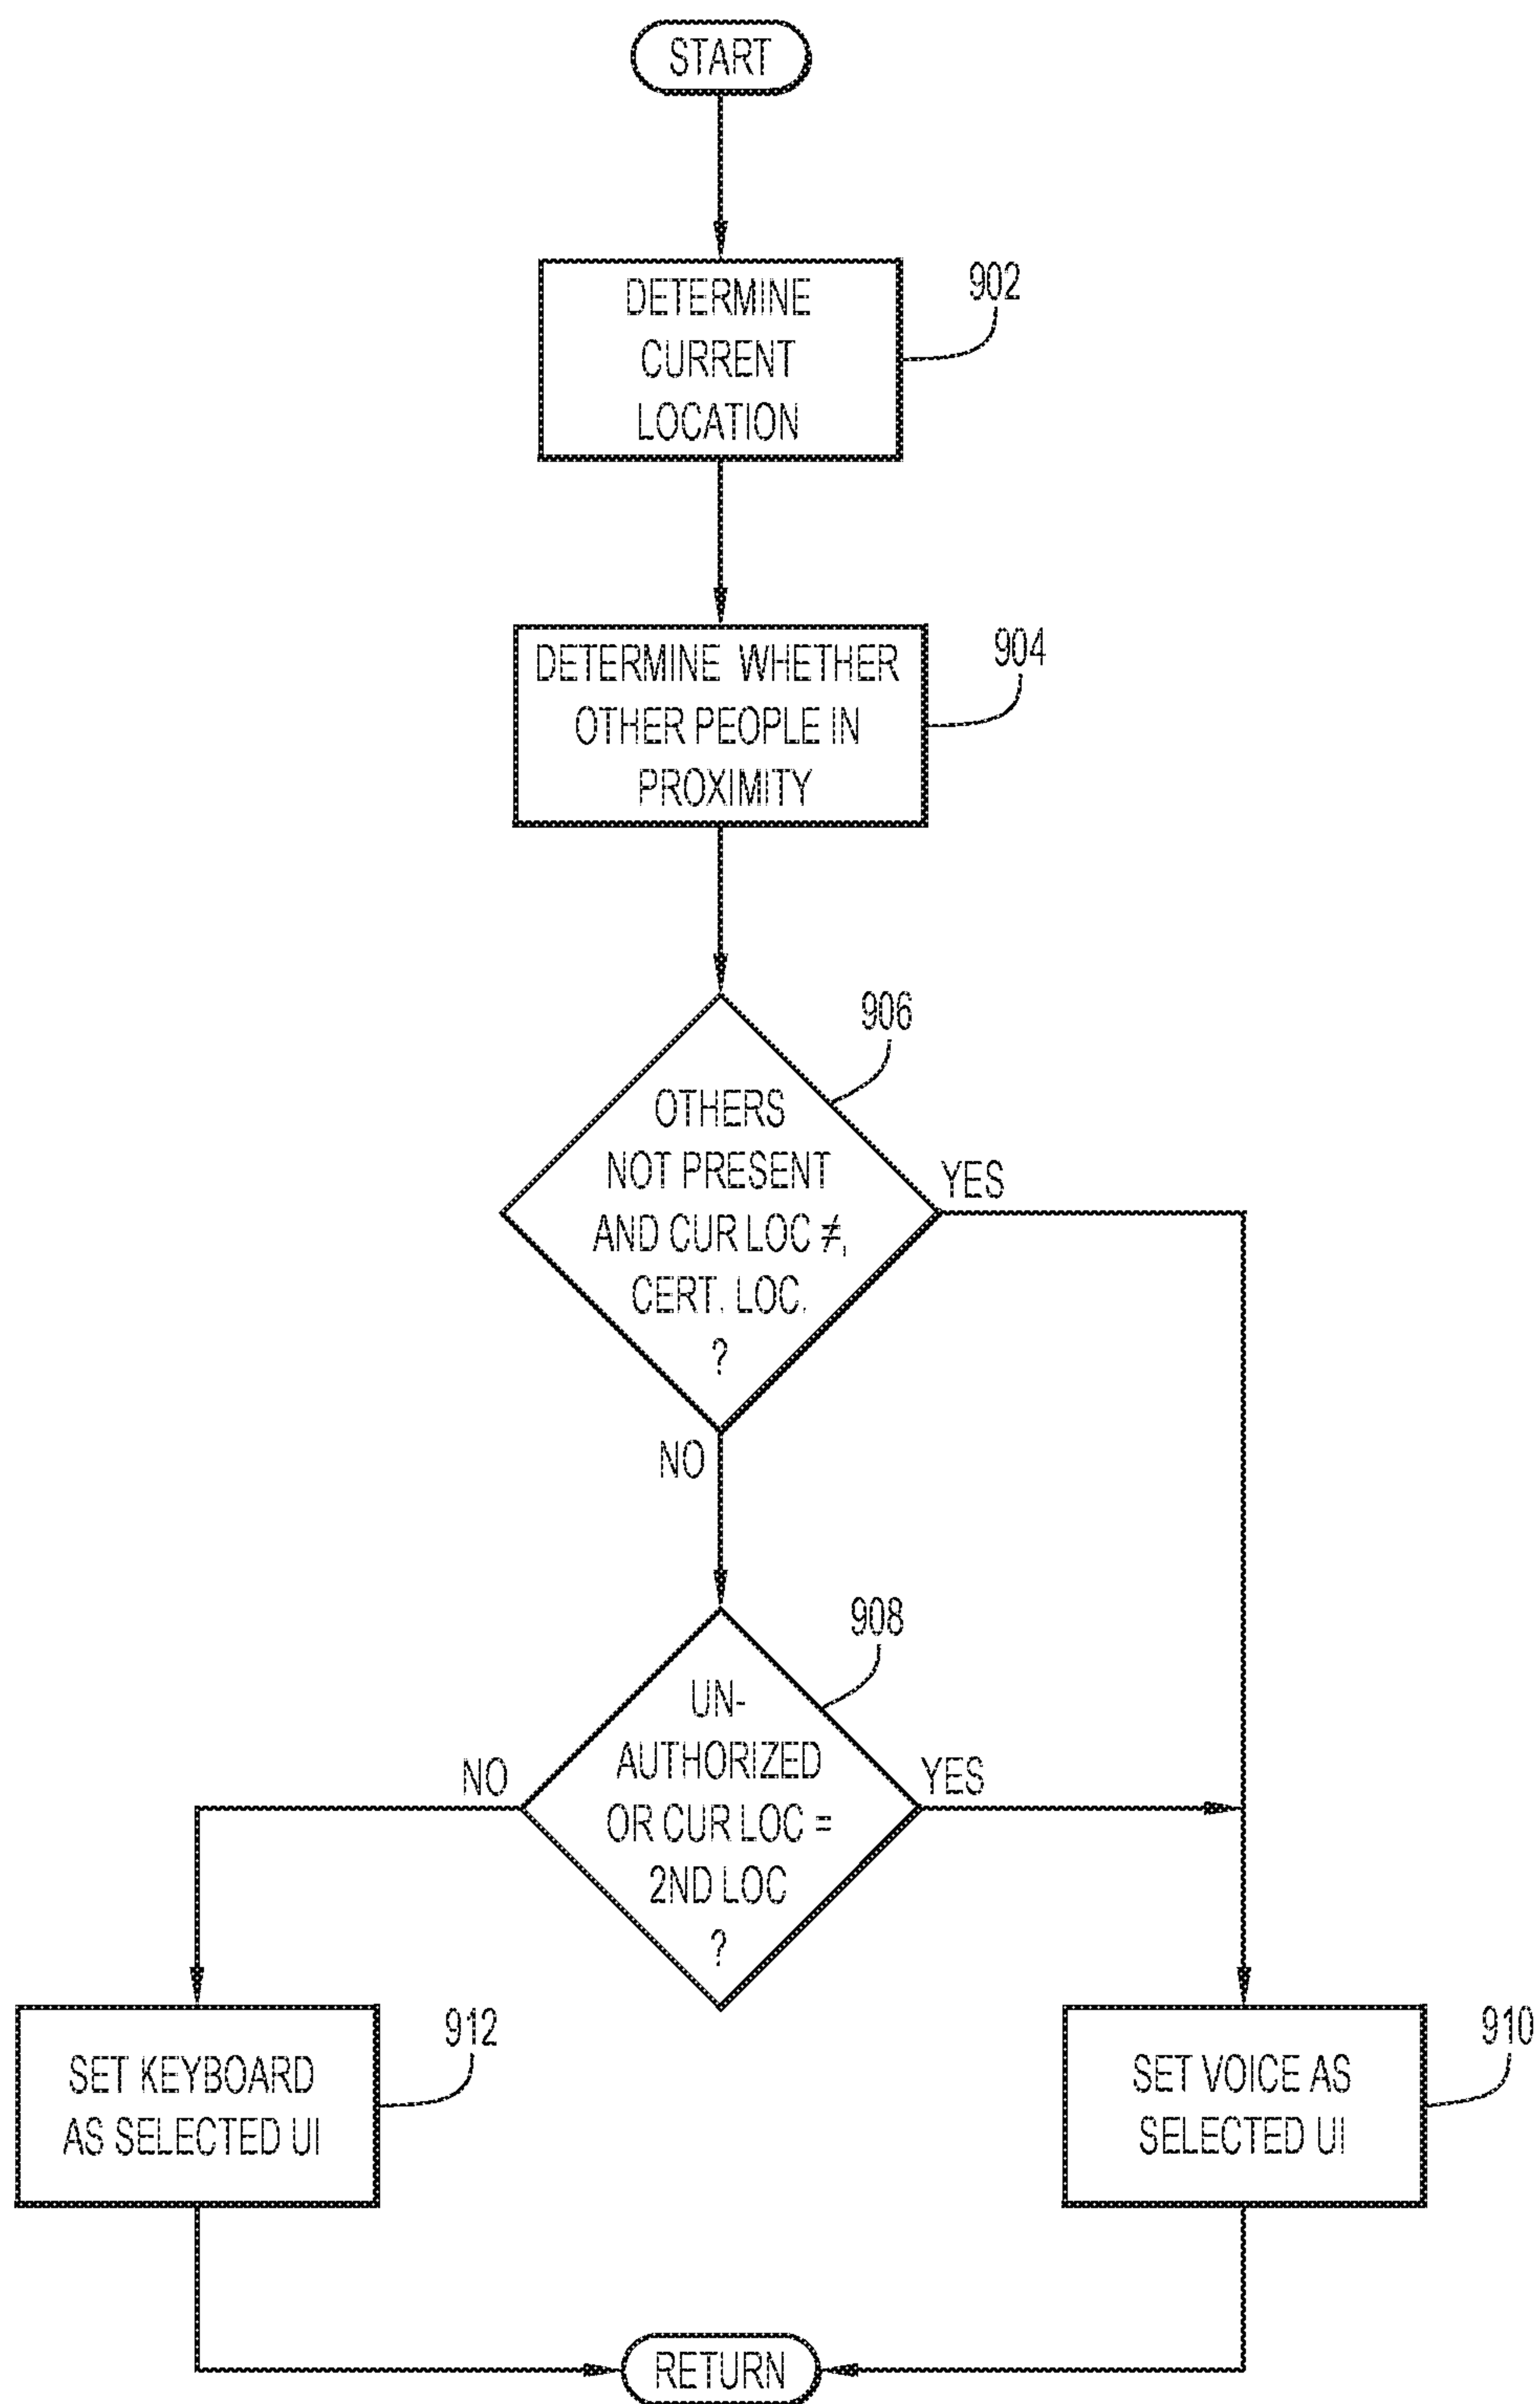 START
DETERMINE
CURRENT
LOCATION
902
DETERMINE WHETHER
OTHER PEOPLE IN
PROXIMITY
904
906
OTHERS
NOT PRESENT
AND CUR LOC ≠,
CERT. LOC.
?
YES
NO
908
UN-
AUTHORIZED
OR CUR LOC =
2ND LOC
?
NO
YES
SET KEYBOARD
AS SELECTED UI
912
SET VOICE AS
SELECTED UI
910
RETURN